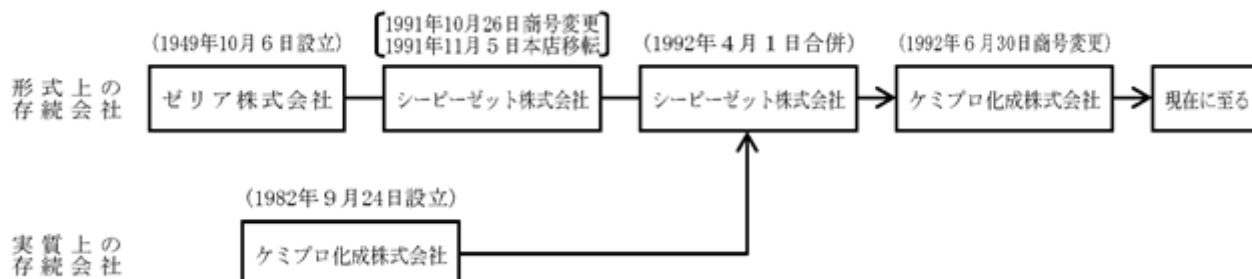 (1949年10月6日設立)
1991年10月26日商号変更
1991年11月5日本店移転
(1992年4月1日合併)
(1992年6月30日商号変更)
形式上の
存続会社
ゼリア株式会社
シーピーゼット株式会社
シーピーゼット株式会社
ケミプロ化成株式会社
現在に至る
(1982年9月24日設立)
実質上の
存続会社
ケミプロ化成株式会社